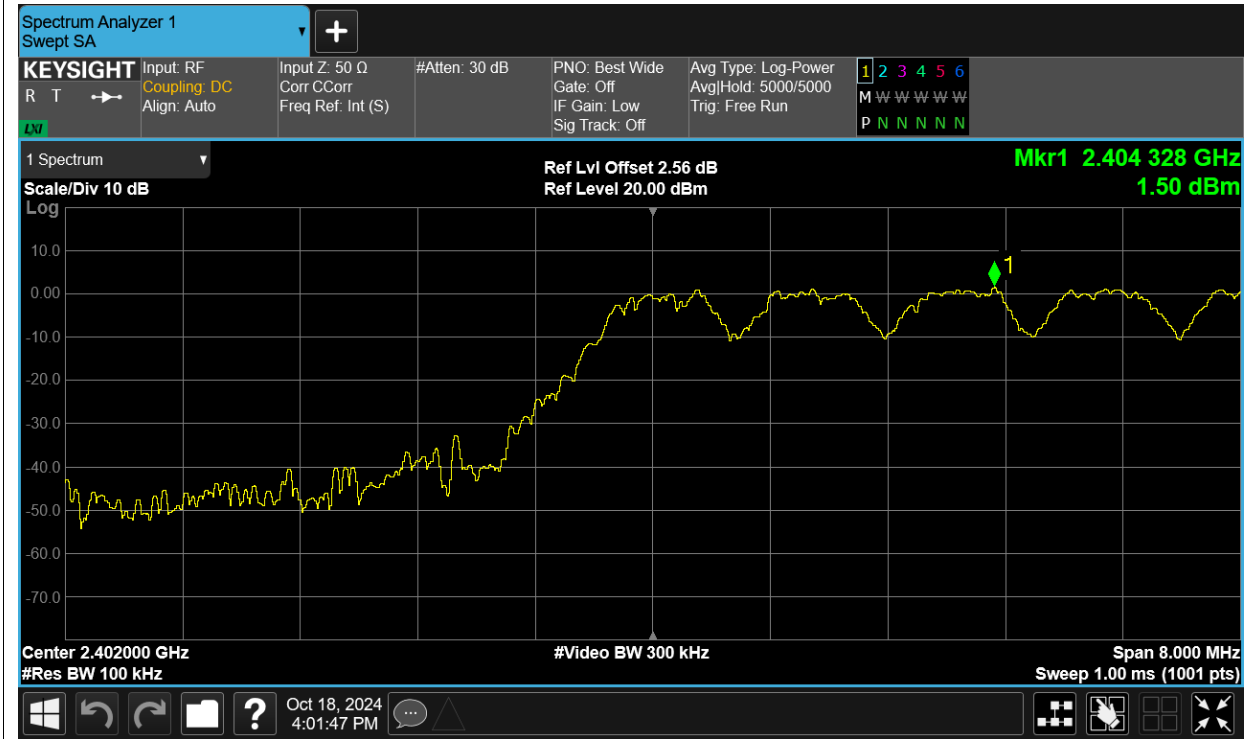 Spectrum Analyzer 1
Swept SA
KEYSIGHT
R T
LXI
Input: RF
Coupling: DC
Align: Auto
Input Z: 50 Ω
Corr CCorr
Freq Ref: Int (S)
#Atten: 30 dB
PNO: Best Wide
Gate: Off
IF Gain: Low
Sig Track: Off
Avg Type: Log-Power
Avg|Hold: 5000/5000
Trig: Free Run
1 2 3 4 5 6
M W W W W W
P N N N N N
1 Spectrum
Scale/Div 10 dB
Log
Ref Lvl Offset 2.56 dB
Ref Level 20.00 dBm
Mkr1 2.404 328 GHz
1.50 dBm
10.0
1
0.00
-10.0
-20.0
-30.0
-40.0
-50.0
-60.0
-70.0
Center 2.402000 GHz
#Video BW 300 kHz
Span 8.000 MHz
#Res BW 100 kHz
Sweep 1.00 ms (1001 pts)
?
Oct 18, 2024
4:01:47 PM